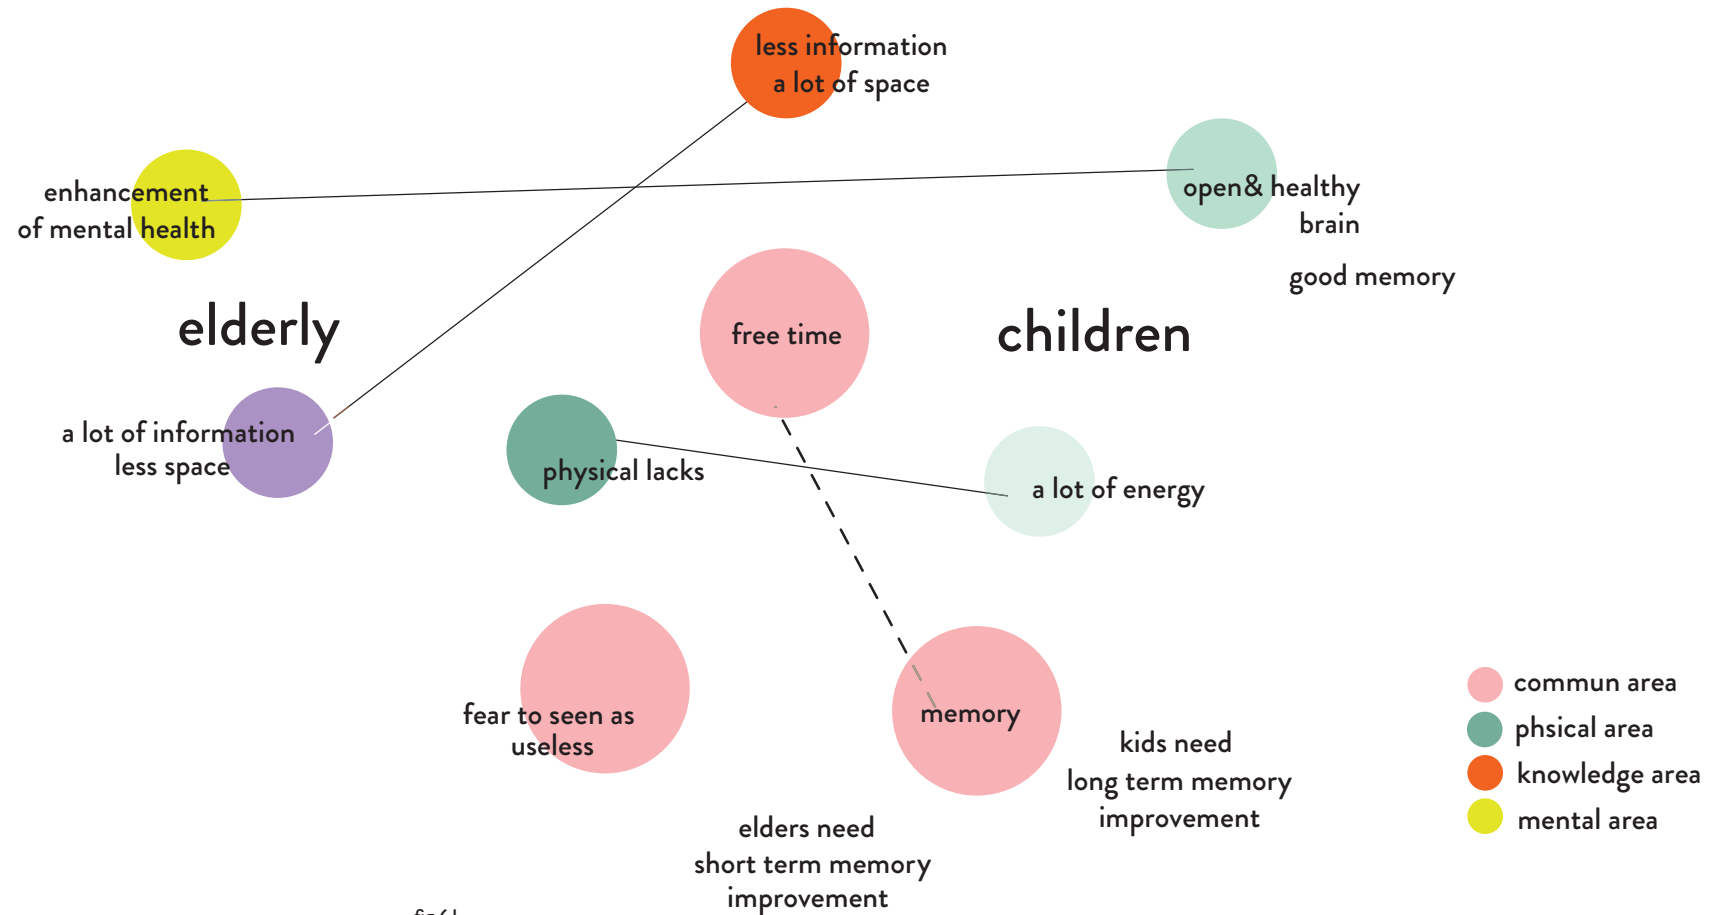 less information
a lot of space
enhancement
of mental health
open& healthy
brain
good memory
elderly
free time
children
a lot of information
less space
physical lacks
a lot of energy
fear to seen as
useless
memory
kids need
long term memory
improvement
elders need
short term memory
improvement
commun area
phsical area
knowledge area
mental area